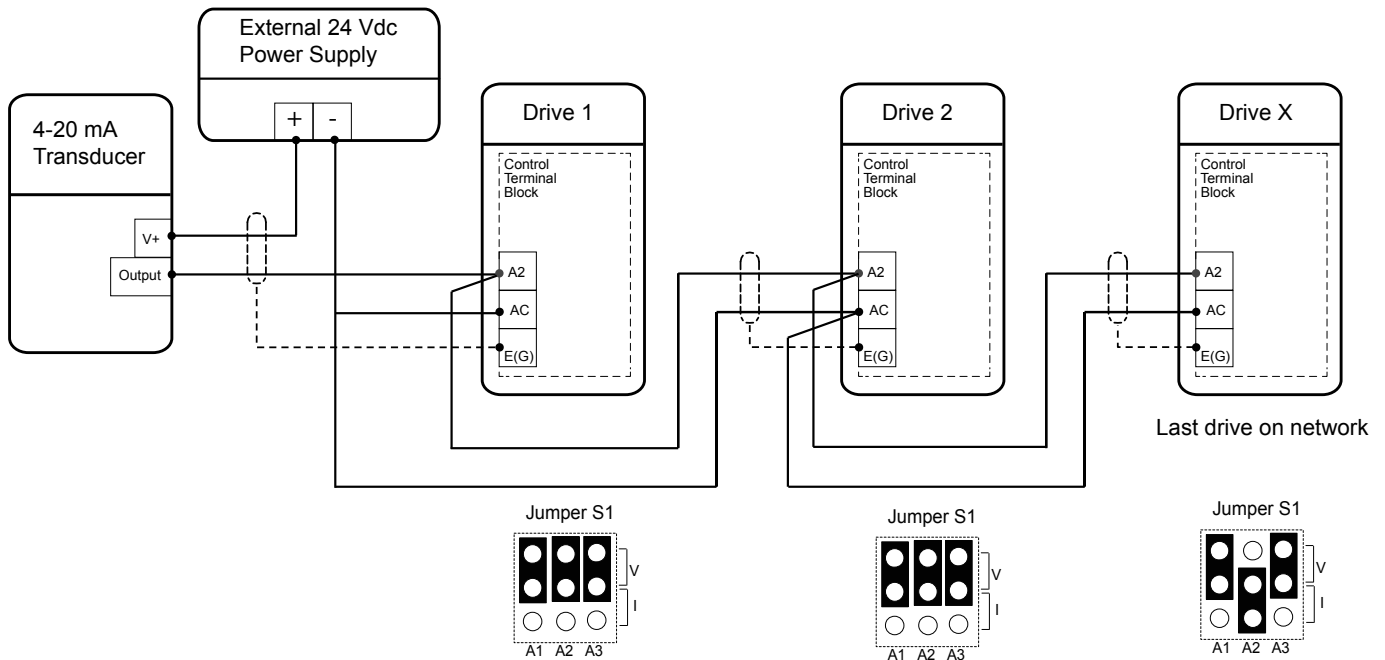 External 24 Vdc
Power Supply
+ -
4-20 mA
Transducer
V+
Output
Drive 1
Control
Terminal
Block
A2
AC
E(G)
Drive 2
Control
Terminal
Block
A2
AC
E(G)
Drive X
Control
Terminal
Block
A2
AC
E(G)
Last drive on network
Jumper S1
V
I
A1 A2 A3
Jumper S1
V
I
A1 A2 A3
Jumper S1
V
I
A1 A2 A3